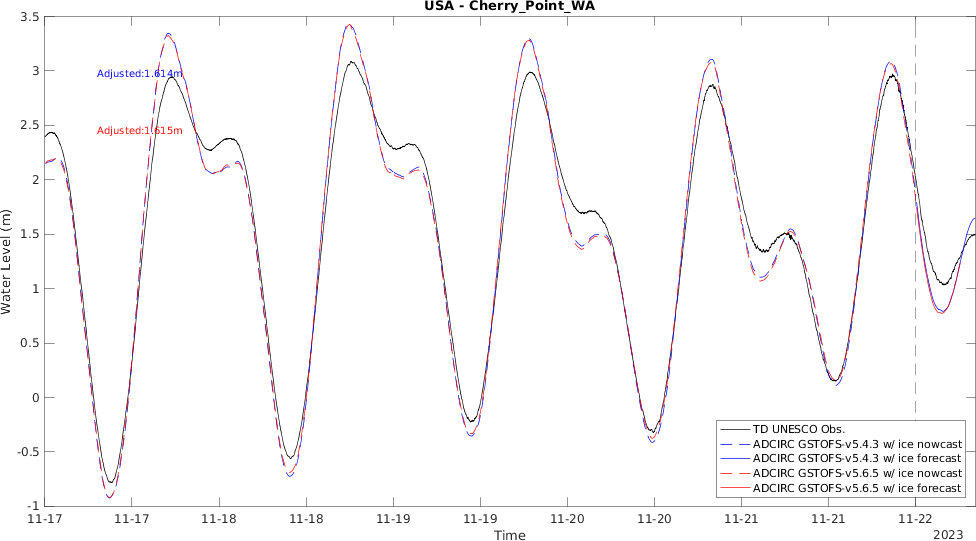 USA - Cherry_Point_WA
3.5
3
2.5
2
1.5
1
0.5
0
-0.5
-1
Water Level (m)
Adjusted:1.614m
Adjusted:1.615m
TD UNESCO Obs.
ADCIRC GSTOFS-v5.4.3 w/ ice nowcast
ADCIRC GSTOFS-v5.4.3 w/ ice forecast
ADCIRC GSTOFS-v5.6.5 w/ ice nowcast
ADCIRC GSTOFS-v5.6.5 w/ ice forecast
11-17 11-17 11-18 11-18 11-19 11-19 11-20 11-20 11-21 11-21 11-22
Time
2023